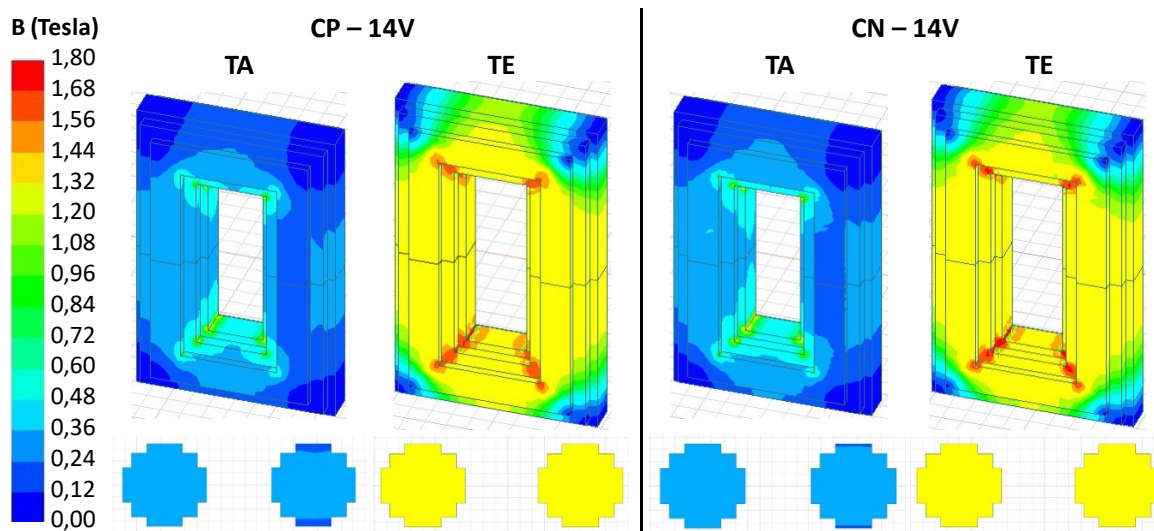 B (Tesla)
CP – 14V
CN – 14V
TA
TE
TA
TE
1,80
1,68
1,56
1,44
1,32
1,20
1,08
0,96
0,84
0,72
0,60
0,48
0,36
0,24
0,12
0,00